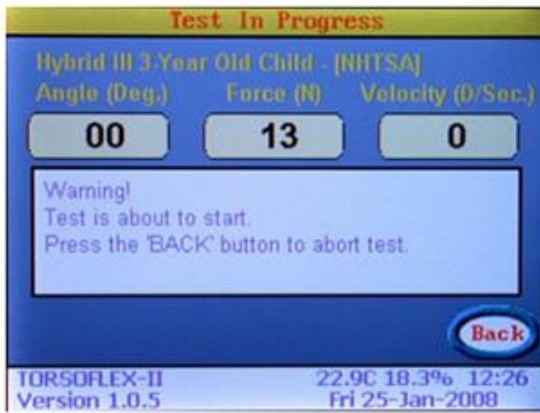 Test In Progress
Hybrid III 3-Year Old Child - [NHTSA]
Angle (Deg.) Force (N) Velocity (D/Sec.)
00 13 0
Warning!
Test is about to start.
Press the 'BACK' button to abort test.
Back
TORSOFLEX-II 22.9C 18.3% 12:26
Version 1.0.5 Fri 25-Jan-2008